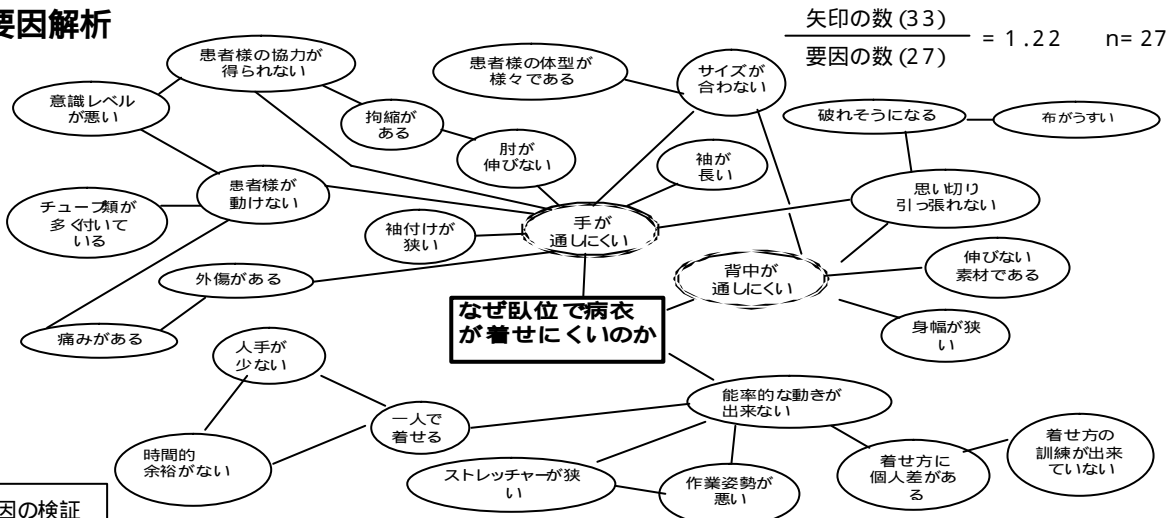 要因解析
矢印の数(33)
要因の数(27)
=1.22 n=27
患者様の協力が
得られない
患者様の体型が
様々である
サイズが
合わない
意識レベル
が悪い
拘縮が
ある
破れそうになる
布がうすい
肘が
伸びない
袖が
長い
患者様が
動けない
思い切り
引っ張れない
チューブ類が
多く付いて
いる
袖付けが
狭い
手が
通しにくい
伸びない
素材である
外傷がある
背中が
通しにくい
なぜ臥位で病衣
が着せにくいのか
身幅が狭
い
痛みがある
人手が
少ない
能率的な動きが
出来ない
一人で
着せる
時間的
余裕がない
着せ方の
訓練が出来
ていない
着せ方に
個人差があ
る
ストレッチャーが狭
い
作業姿勢が
悪い
因の検証